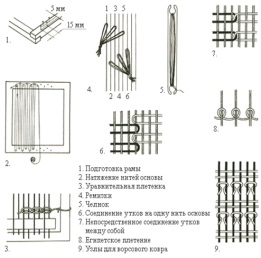 5 мм
15 мм
1.
1 3 5
2 4 6
4.
5.
7.
8.
2.
6.
3.
9.
1. Подготовка рамы
2. Натяжение нитей основы
3. Уравнительная плетенка
4. Ремизки
5. Челнок
6. Соединение утков на одну нить основы
7. Непосредственное соединение утков
между собой
8. Египетское плетение
9. Узлы для ворсового ковра